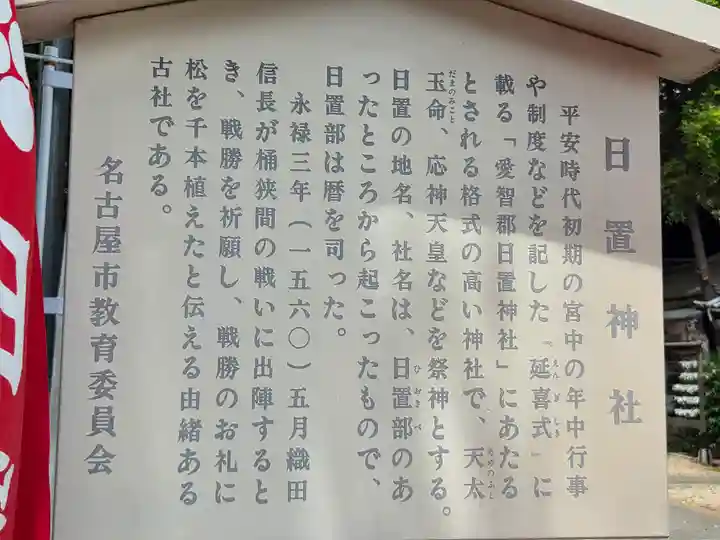 日置神社
平安時代初期の宮中の年中行事
や制度などを記した「延喜式」に
載る「愛智郡日置神社」にあたる
とされる格式の高い神社で、天太
玉命、応神天皇などを祭神とする。
日置の地名、社名は、日置部のあ
ったところから起こったもので、
日置部は暦を司った。
永禄三年(一五六〇)五月織田
信長が桶狭間の戦いに出陣すると
き、戦勝を祈願し、戦勝のお礼に
松を千本植えたと伝える由緒ある
古社である。
名古屋市教育委員会